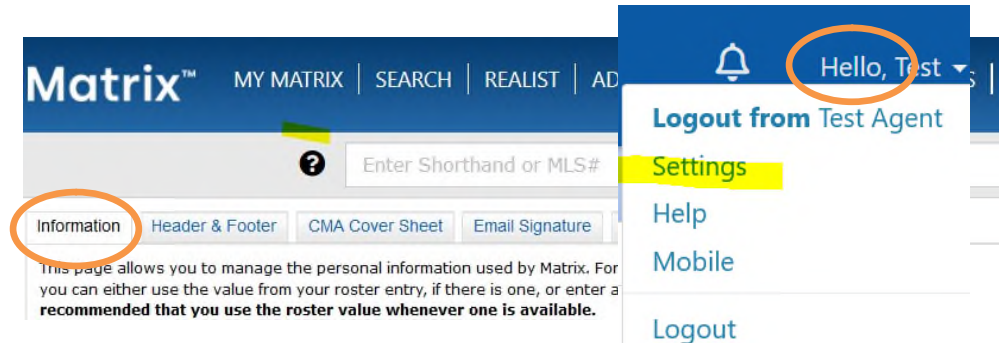 Matrix™ MY MATRIX | SEARCH | REALIST |
Hello, Test
Logout from Test Agent
Settings
Help
Mobile
Logout
? Enter Shorthand or MLS#
Information Header & Footer CMA Cover Sheet Email Signature
This page allows you to manage the personal information used by Matrix. For
you can either use the value from your roster entry, if there is one, or enter a
recommended that you use the roster value whenever one is available.